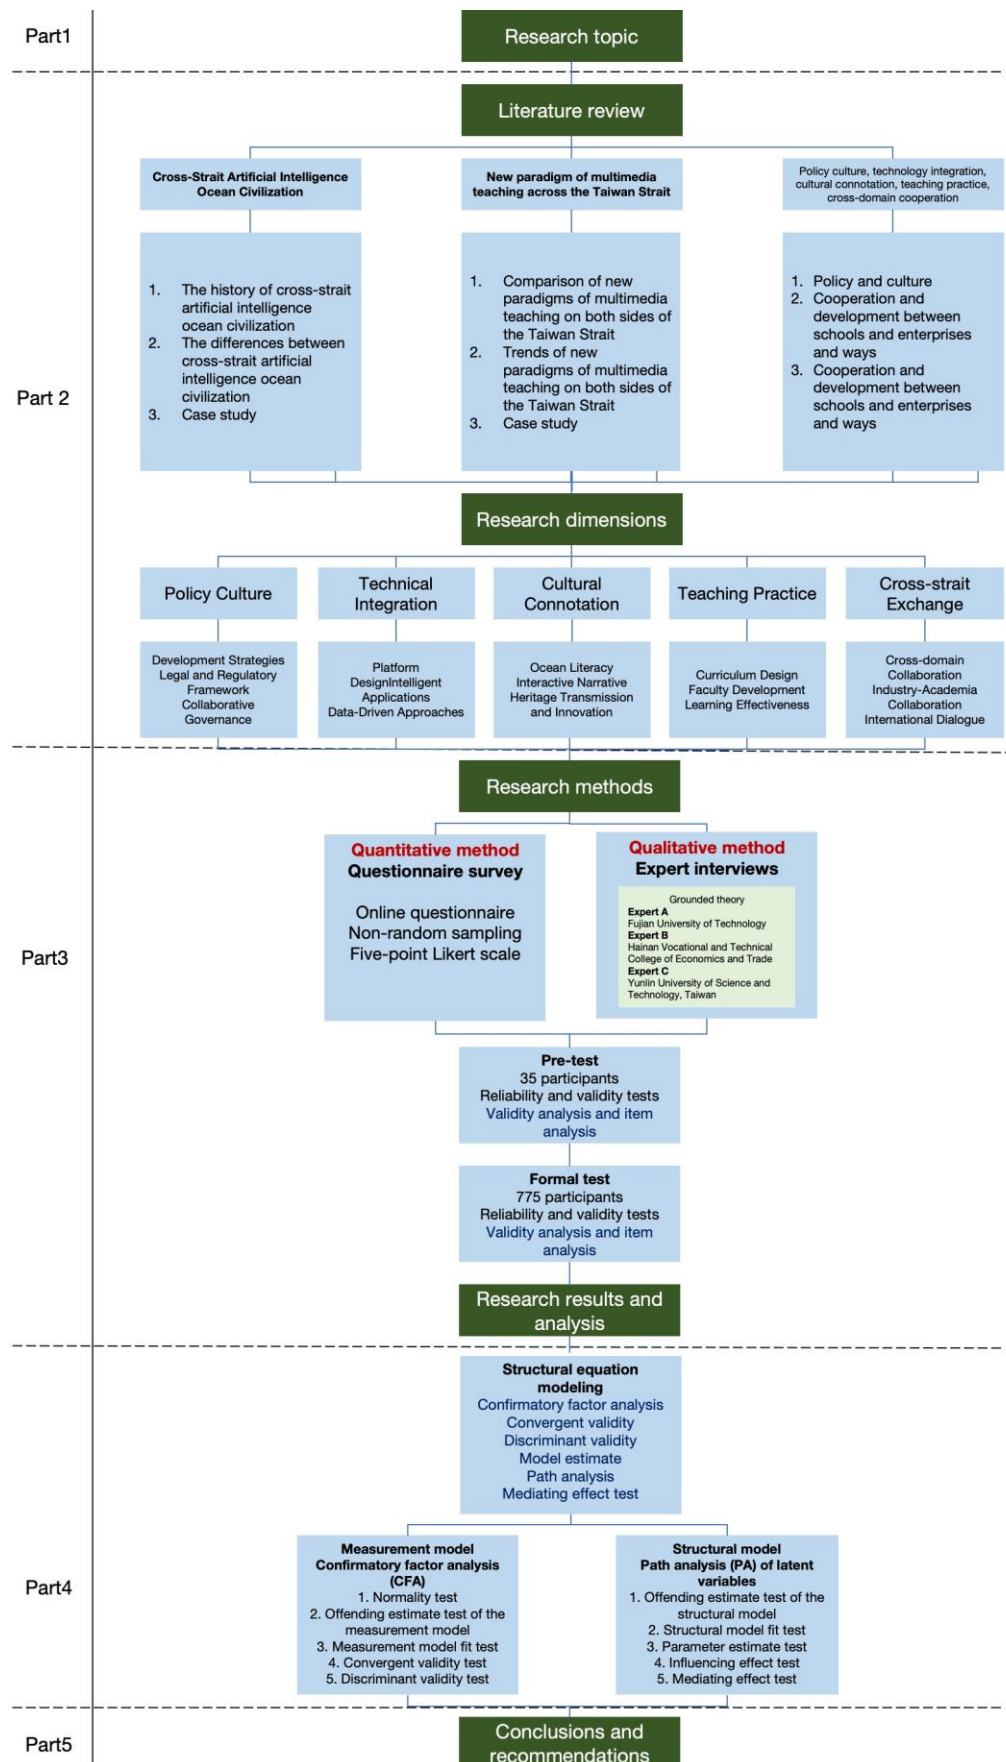 Part1
Research topic
Literature review
Cross-Strait Artificial Intelligence
Ocean Civilization
New paradigm of multimedia
teaching across the Taiwan Strait
Policy culture, technology integration,
cultural connotation, teaching practice,
cross-domain cooperation
Part 2
1. The history of cross-strait
artificial intelligence
ocean civilization
2. The differences between
cross-strait artificial
intelligence ocean
civilization
3. Case study
1. Comparison of new
paradigms of multimedia
teaching on both sides of
the Taiwan Strait
2. Trends of new
paradigms of multimedia
teaching on both sides of
the Taiwan Strait
3. Case study
1. Policy and culture
2. Cooperation and
development between
schools and enterprises
and ways
3. Cooperation and
development between
schools and enterprises
and ways
Research dimensions
Policy Culture
Technical
Integration
Cultural
Connotation
Teaching Practice
Cross-strait
Exchange
Development Strategies
Legal and Regulatory
Framework
Collaborative
Governance
Platform
DesignIntelligent
Applications
Data-Driven Approaches
Ocean Literacy
Interactive Narrative
Heritage Transmission
and Innovation
Curriculum Design
Faculty Development
Learning Effectiveness
Cross-domain
Collaboration
Industry-Academia
Collaboration
International Dialogue
Part3
Research methods
Quantitative method
Questionnaire survey
Online questionnaire
Non-random sampling
Five-point Likert scale
Qualitative method
Expert interviews
Grounded theory
Expert A
Fujian University of Technology
Expert B
Hainan Vocational and Technical
College of Economics and Trade
Expert C
Yunlin University of Science and
Technology, Taiwan
Pre-test
35 participants
Reliability and validity tests
Validity analysis and item
analysis
Formal test
775 participants
Reliability and validity tests
Validity analysis and item
analysis
Research results and
analysis
Part4
Structural equation
modeling
Confirmatory factor analysis
Convergent validity
Discriminant validity
Model estimate
Path analysis
Mediating effect test
Measurement model
Confirmatory factor analysis
(CFA)
1. Normality test
2. Offending estimate test of the
measurement model
3. Measurement model fit test
4. Convergent validity test
5. Discriminant validity test
Structural model
Path analysis (PA) of latent
variables
1. Offending estimate test of the
structural model
2. Structural model fit test
3. Parameter estimate test
4. Influencing effect test
5. Mediating effect test
Part5
Conclusions and
recommendations